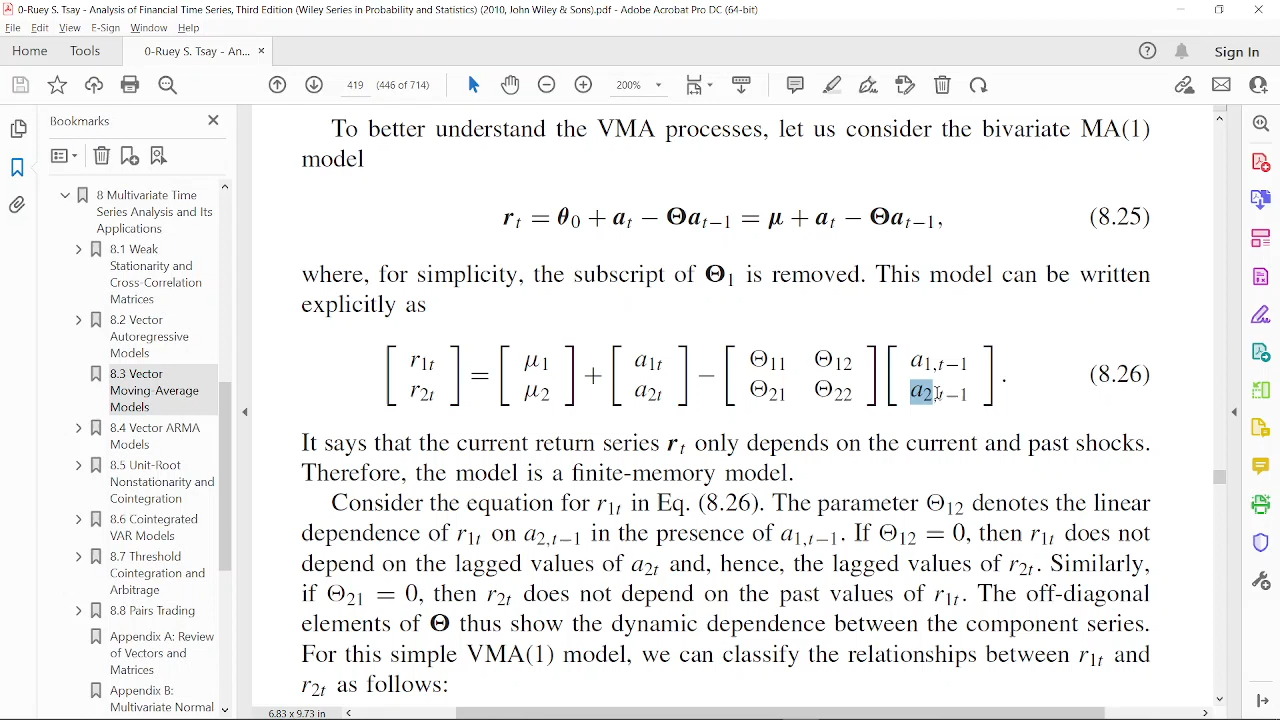 0-Ruey S. Tsay - Analysis of Financial Time Series, Third Edition (Wiley Series in Probability and Statistics) (2010, John Wiley & Sons).pdf - Adobe Acrobat Pro DC (64-bit)
File Edit View E-Sign Window Help
Home Tools 0-Ruey S. Tsay - An... × Sign In
419 (446 of 714) 200%
Bookmarks
8 Multivariate Time
Series Analysis and Its
Applications
8.1 Weak
Stationarity and
Cross-Correlation
Matrices
8.2 Vector
Autoregressive
Models
8.3 Vector
Moving-Average
Models
8.4 Vector ARMA
Models
8.5 Unit-Root
Nonstationarity and
Cointegration
8.6 Cointegrated
VAR Models
8.7 Threshold
Cointegration and
Arbitrage
8.8 Pairs Trading
Appendix A: Review
of Vectors and
Matrices
Appendix B:
Multivariate Normal
To better understand the VMA processes, let us consider the bivariate MA(1)
model
r_t = θ_0 + a_t − Θa_{t−1} = μ + a_t − Θa_{t−1}, (8.25)
where, for simplicity, the subscript of Θ_1 is removed. This model can be written
explicitly as
[ r_{1t} ] = [ μ_1 ] + [ a_{1t} ] − [ Θ_{11} Θ_{12} ] [ a_{1,t−1} ]
[ r_{2t} ] [ μ_2 ] [ a_{2t} ] [ Θ_{21} Θ_{22} ] [ a_{2,t−1} ] . (8.26)
It says that the current return series r_t only depends on the current and past shocks.
Therefore, the model is a finite-memory model.
Consider the equation for r_{1t} in Eq. (8.26). The parameter Θ_{12} denotes the linear
dependence of r_{1t} on a_{2,t−1} in the presence of a_{1,t−1}. If Θ_{12} = 0, then r_{1t} does not
depend on the lagged values of a_{2t} and, hence, the lagged values of r_{2t}. Similarly,
if Θ_{21} = 0, then r_{2t} does not depend on the past values of r_{1t}. The off-diagonal
elements of Θ thus show the dynamic dependence between the component series.
For this simple VMA(1) model, we can classify the relationships between r_{1t} and
r_{2t} as follows:
6.83 x 9.73 in